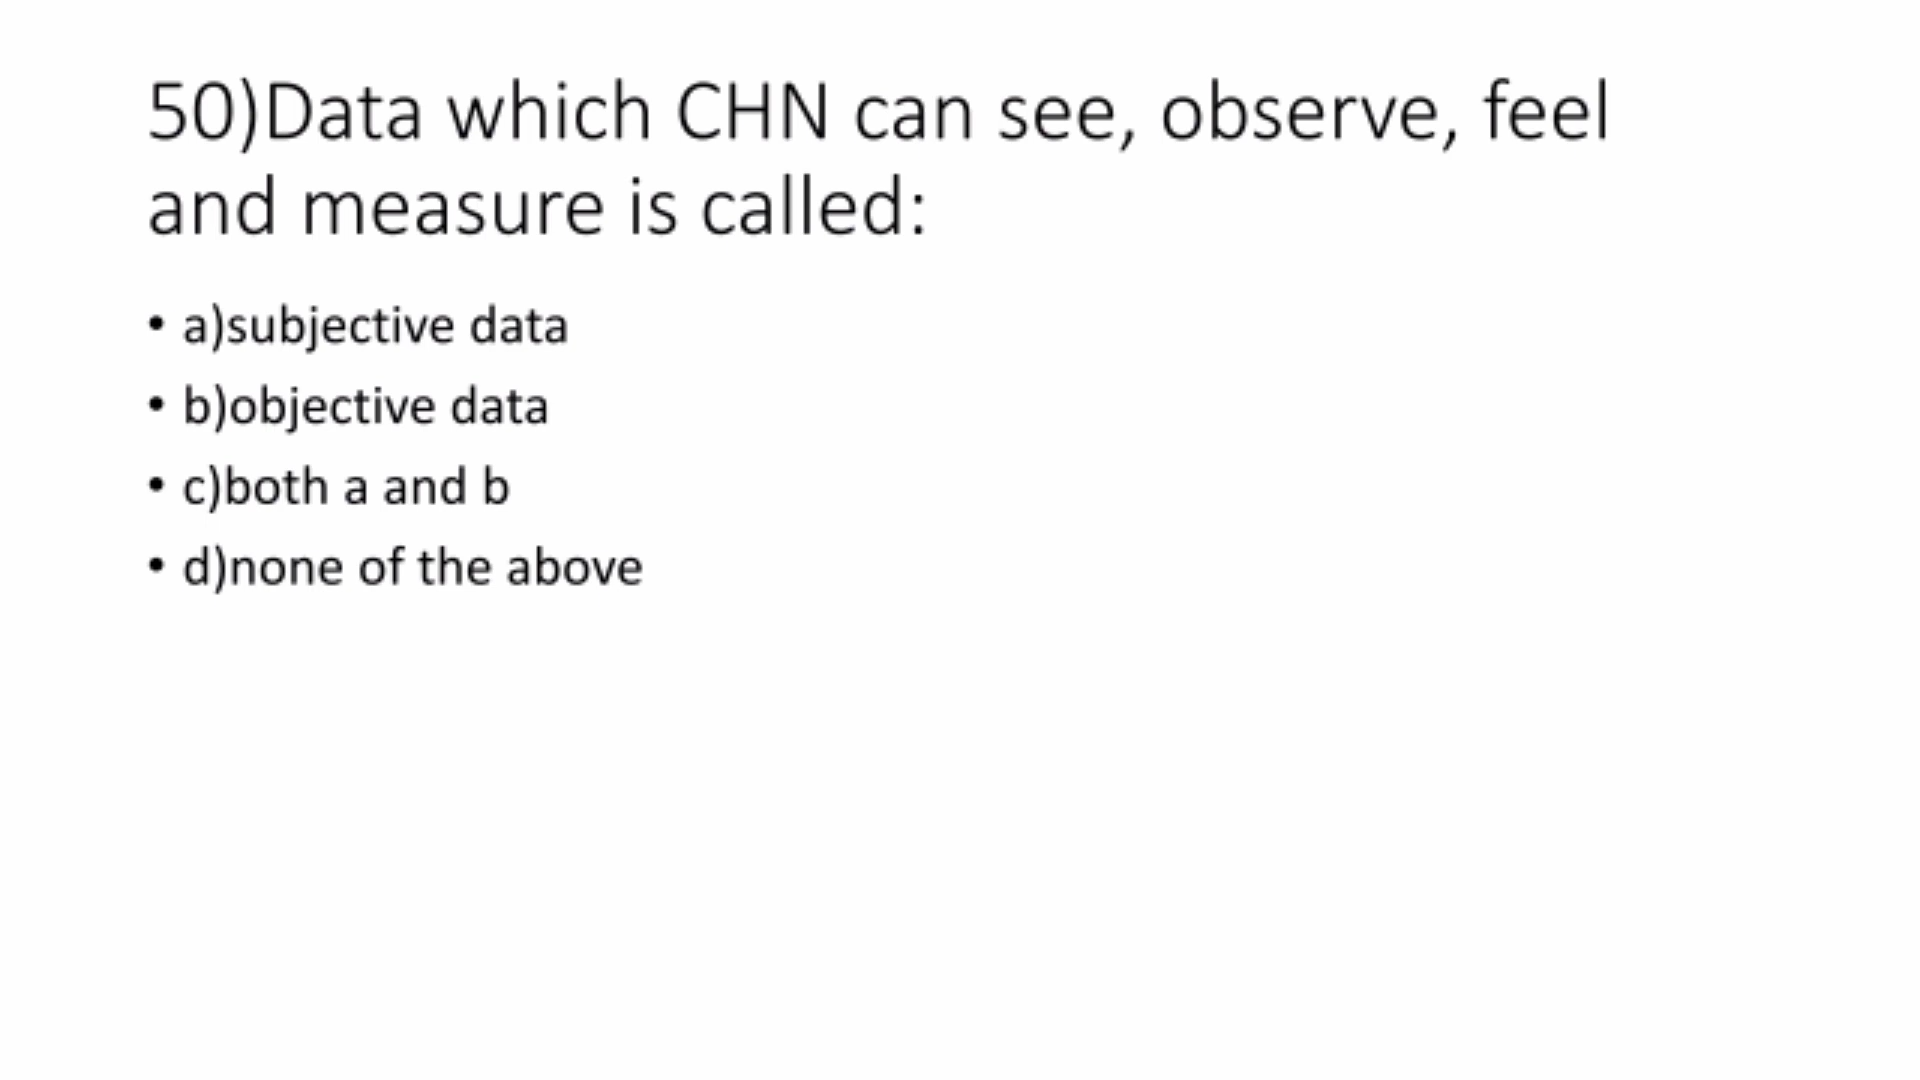 50)Data which CHN can see, observe, feel
and measure is called:
• a)subjective data
• b)objective data
• c)both a and b
• d)none of the above